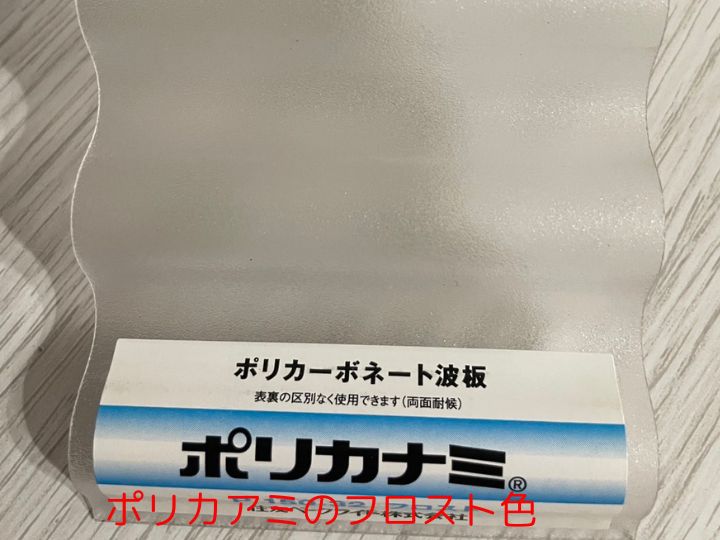 ポリカーボネート波板
表裏の区別なく使用できます(両面耐候)
ポリカナミ®
ポリカアミのフロスト色